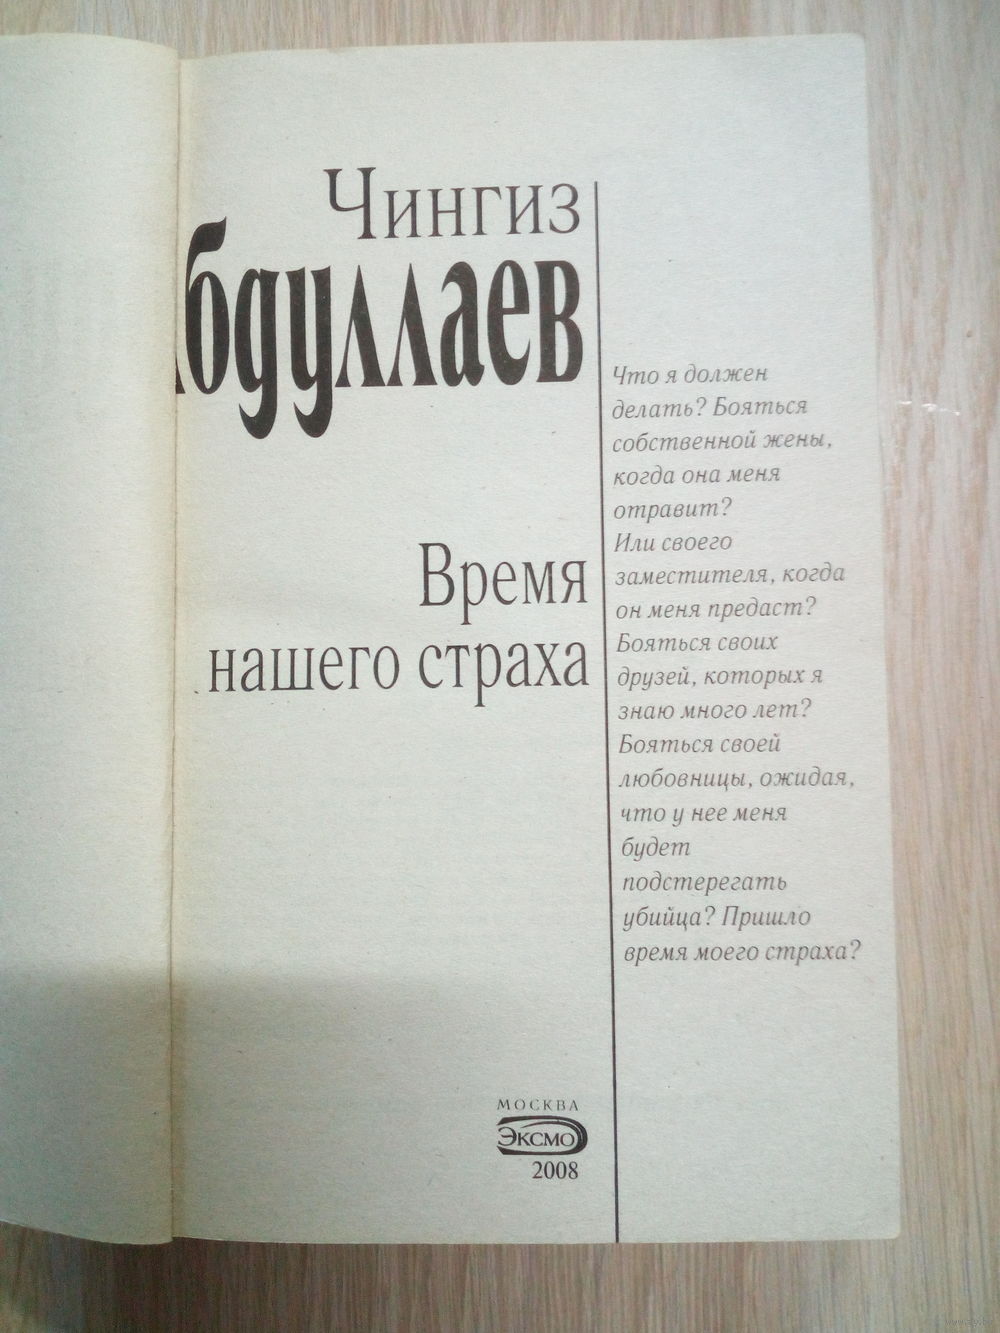 Чингиз
Абдуллаев
Время
нашего страха
Что я должен
делать? Бояться
собственной жены,
когда она меня
отравит?
Или своего
заместителя, когда
он меня предаст?
Бояться своих
друзей, которых я
знаю много лет?
Бояться своей
любовницы, ожидая,
что у нее меня
будет
подстерегать
убийца? Пришло
время моего страха?
МОСКВА
ЭКСМО
2008